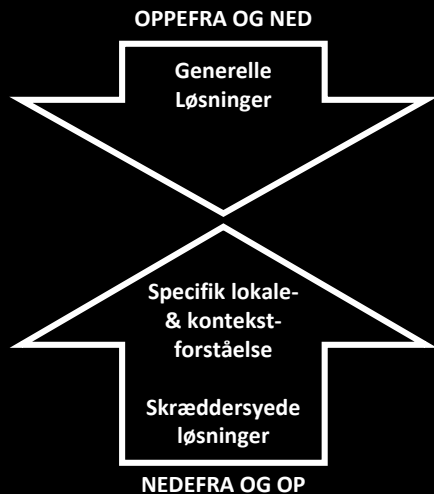 OPPEFRA OG NED
Generelle
Løsninger
Specifik lokale-
& kontekst-
forståelse
Skræddersyede
løsninger
NEDEFRA OG OP